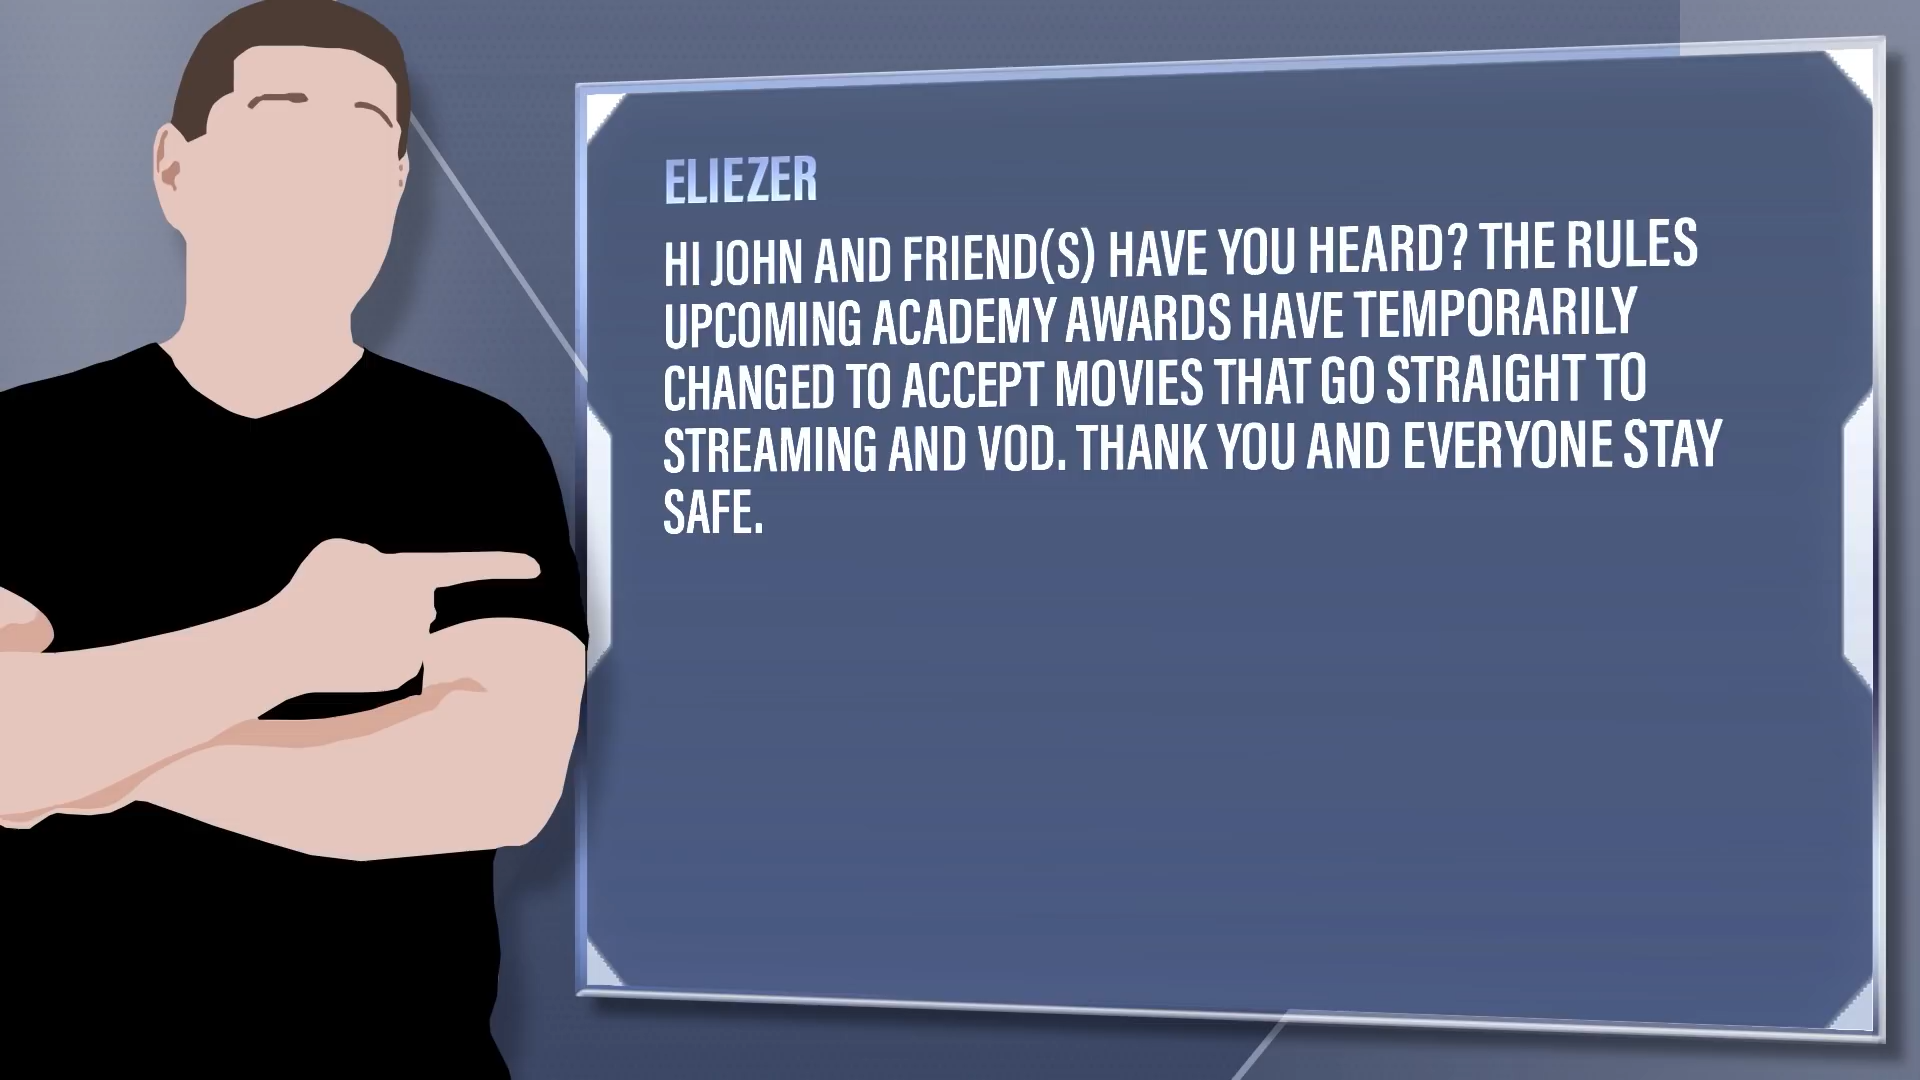 ELIEZER
HI JOHN AND FRIEND(S) HAVE YOU HEARD? THE RULES
UPCOMING ACADEMY AWARDS HAVE TEMPORARILY
CHANGED TO ACCEPT MOVIES THAT GO STRAIGHT TO
STREAMING AND VOD. THANK YOU AND EVERYONE STAY
SAFE.